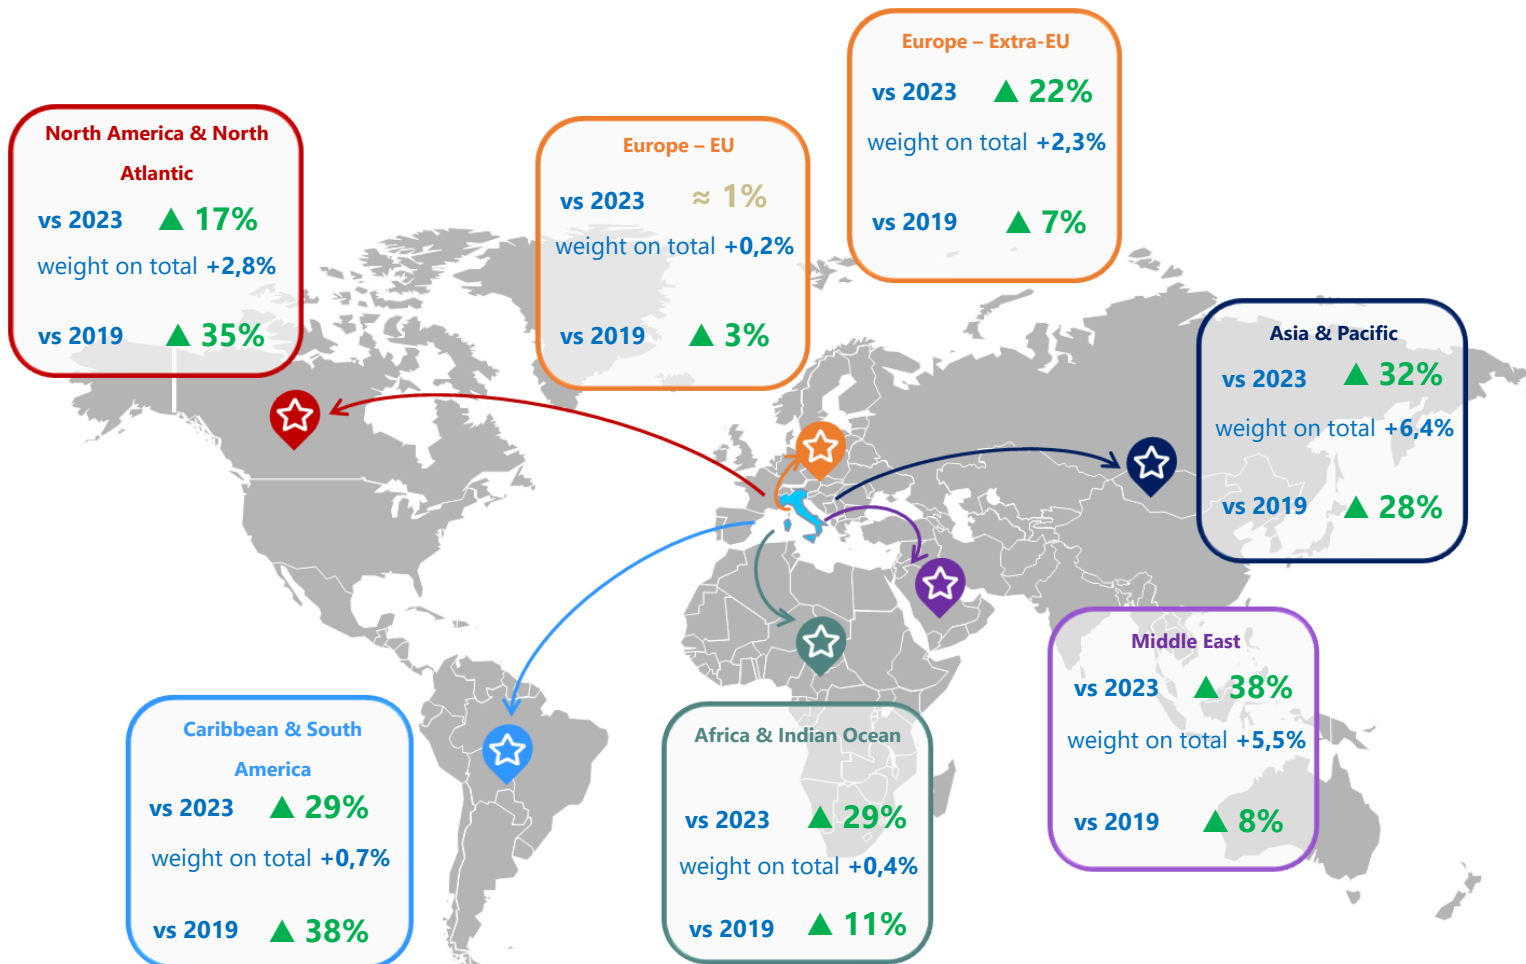 Europe – Extra-EU
vs 2023 ▲ 22%
weight on total +2,3%
vs 2019 ▲ 7%
North America & North
Atlantic
vs 2023 ▲ 17%
weight on total +2,8%
vs 2019 ▲ 35%
Europe – EU
vs 2023 ≈ 1%
weight on total +0,2%
vs 2019 ▲ 3%
Asia & Pacific
vs 2023 ▲ 32%
weight on total +6,4%
vs 2019 ▲ 28%
Middle East
vs 2023 ▲ 38%
weight on total +5,5%
vs 2019 ▲ 8%
Caribbean & South
America
vs 2023 ▲ 29%
weight on total +0,7%
vs 2019 ▲ 38%
Africa & Indian Ocean
vs 2023 ▲ 29%
weight on total +0,4%
vs 2019 ▲ 11%